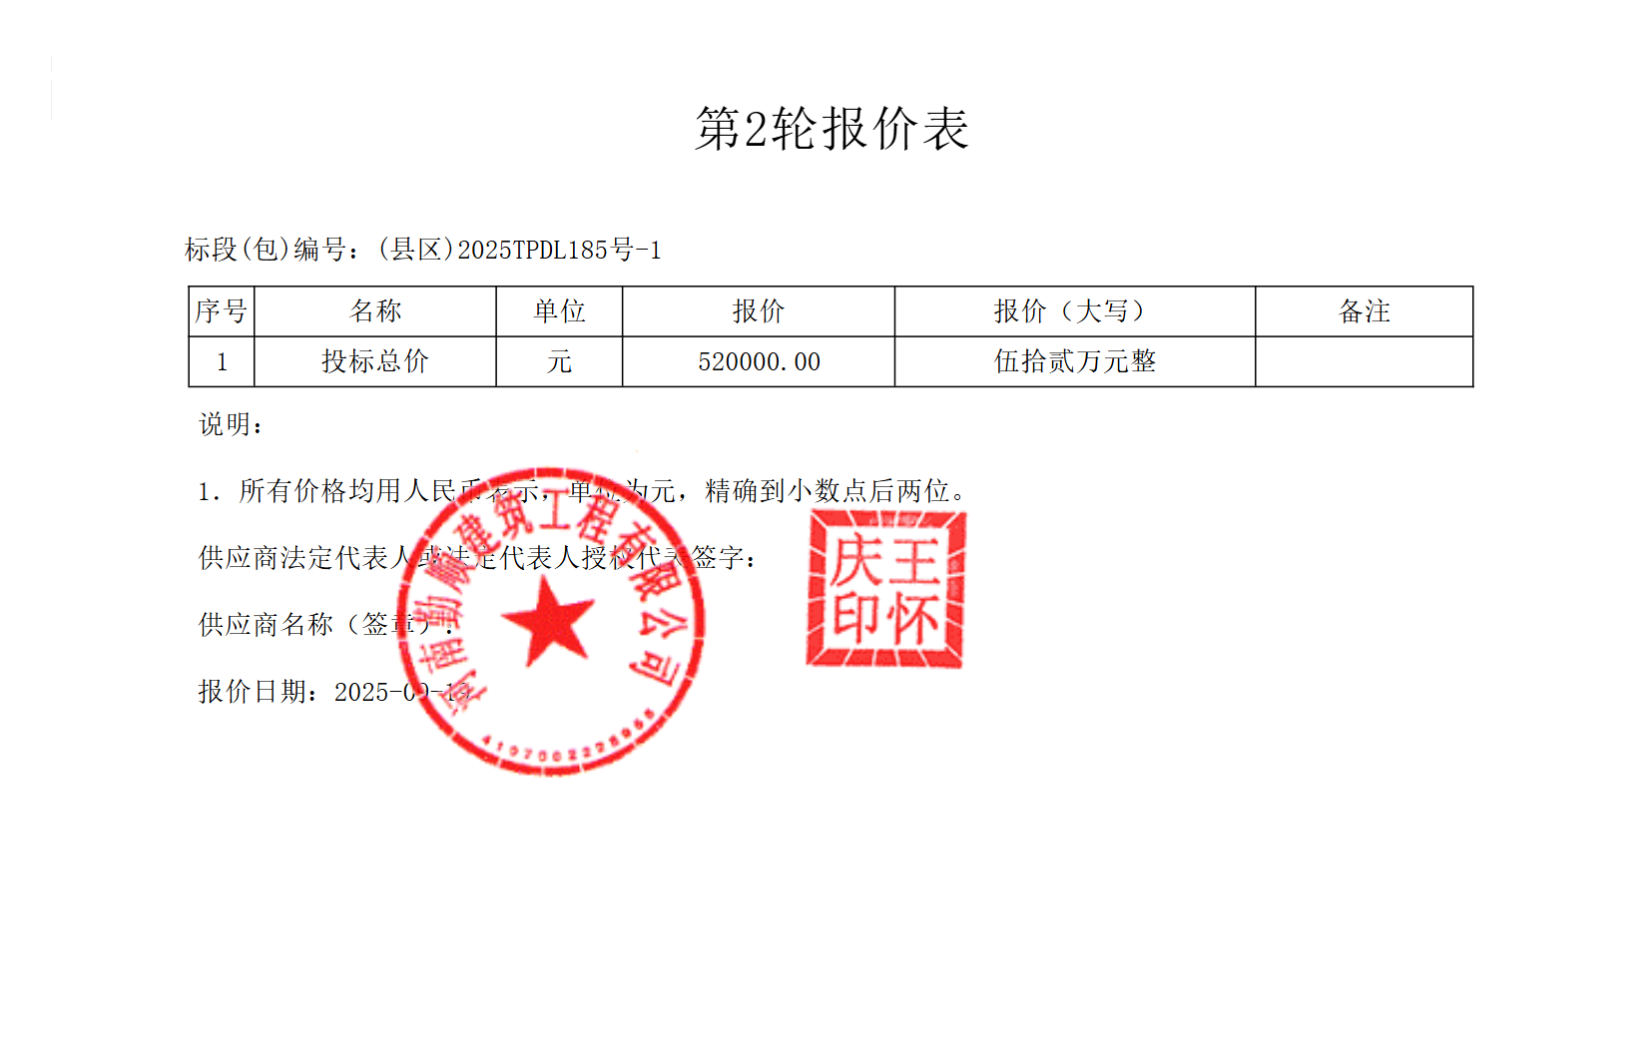 第2轮报价表
标段(包)编号：(县区)2025TPDL185号-1
序号 名称 单位 报价 报价（大写） 备注
1 投标总价 元 520000.00 伍拾贰万元整
说明：
1. 所有价格均用人民币表示，单位为元，精确到小数点后两位。
供应商法定代表人或法定代表人授权代表签字：
供应商名称（签章）：
报价日期：2025-09-
河南勤顺建筑工程有限公司
王怀庆印